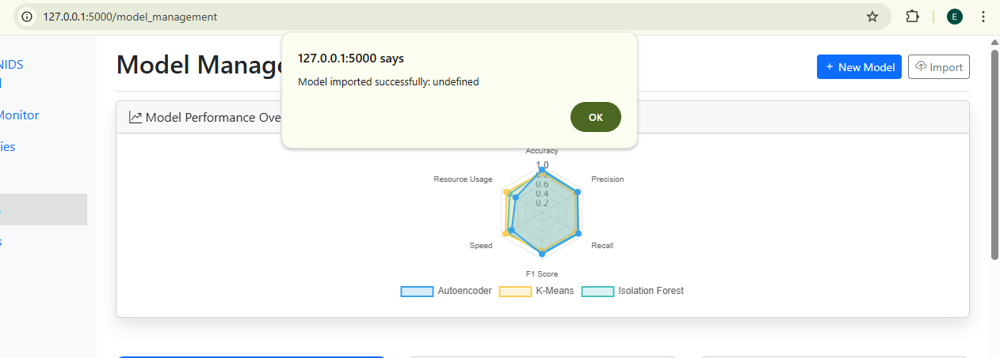 127.0.0.1:5000/model_management
E
127.0.0.1:5000 says
Model imported successfully: undefined
OK
NIDS
Monitor
ies
s
Model Manage
+ New Model
Import
Model Performance Ove
Accuracy
1.0
0.8
0.6
0.4
0.2
Resource Usage
Precision
Speed
Recall
F1 Score
Autoencoder
K-Means
Isolation Forest